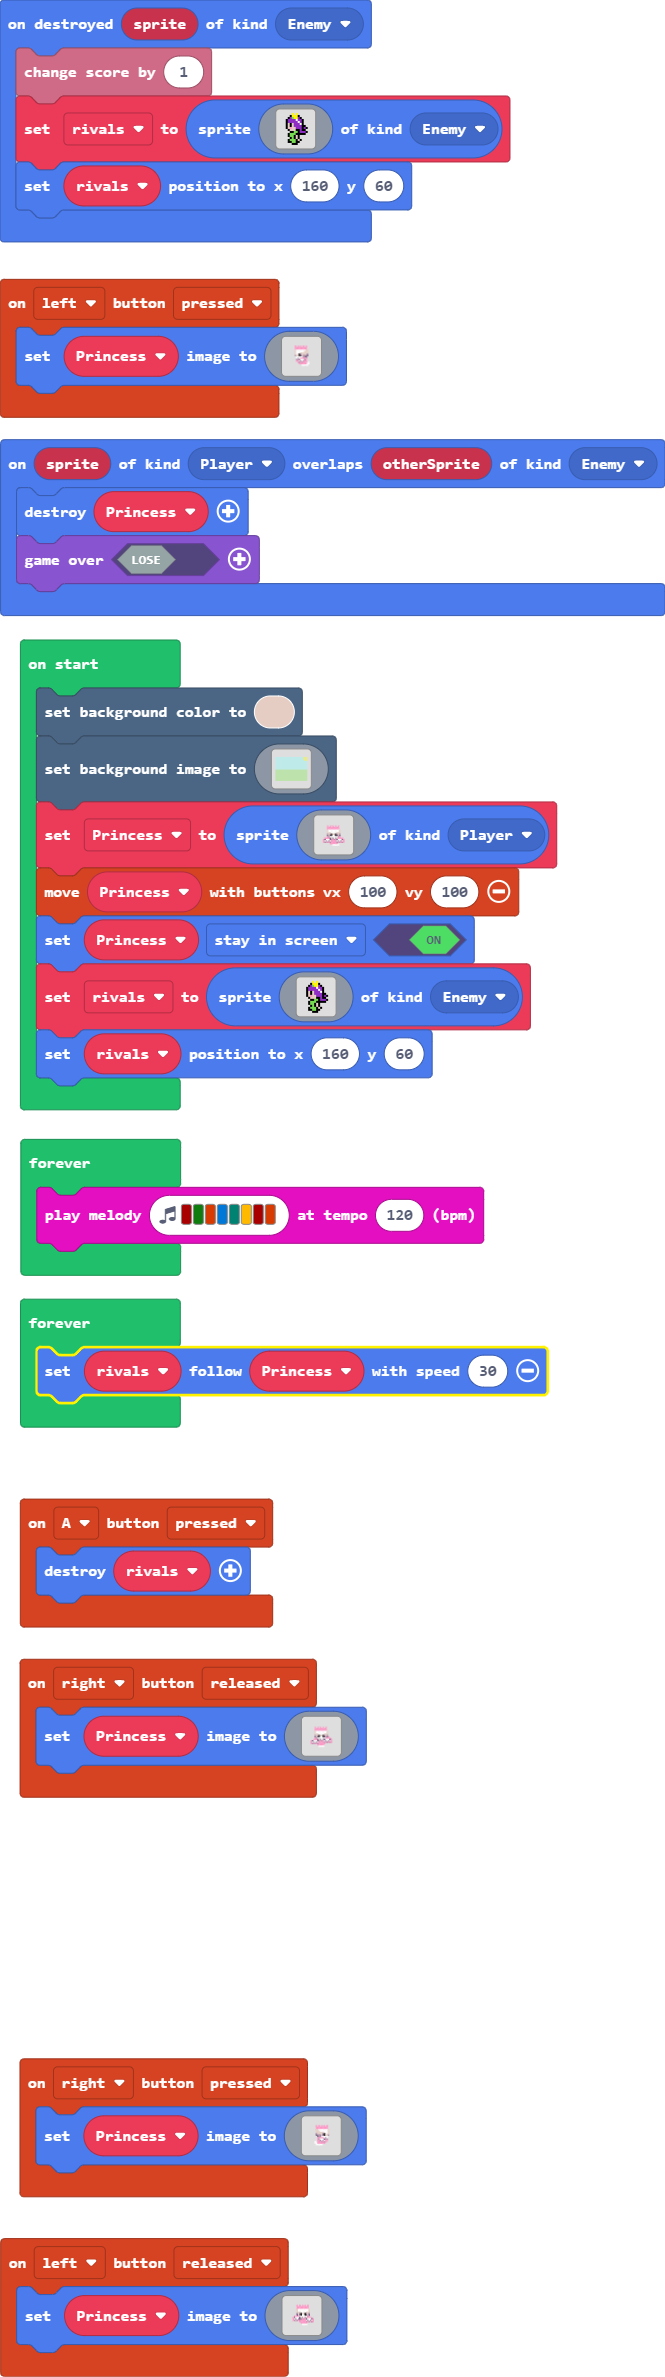 on destroyed sprite of kind Enemy
change score by 1
set rivals to sprite of kind Enemy
set rivals position to x 160 y 60
on left button pressed
set Princess image to
on sprite of kind Player overlaps otherSprite of kind Enemy
destroy Princess
game over LOSE
on start
set background color to
set background image to
set Princess to sprite of kind Player
move Princess with buttons vx 100 vy 100
set Princess stay in screen ON
set rivals to sprite of kind Enemy
set rivals position to x 160 y 60
forever
play melody at tempo 120 (bpm)
forever
set rivals follow Princess with speed 30
on A button pressed
destroy rivals
on right button released
set Princess image to
on right button pressed
set Princess image to
on left button released
set Princess image to